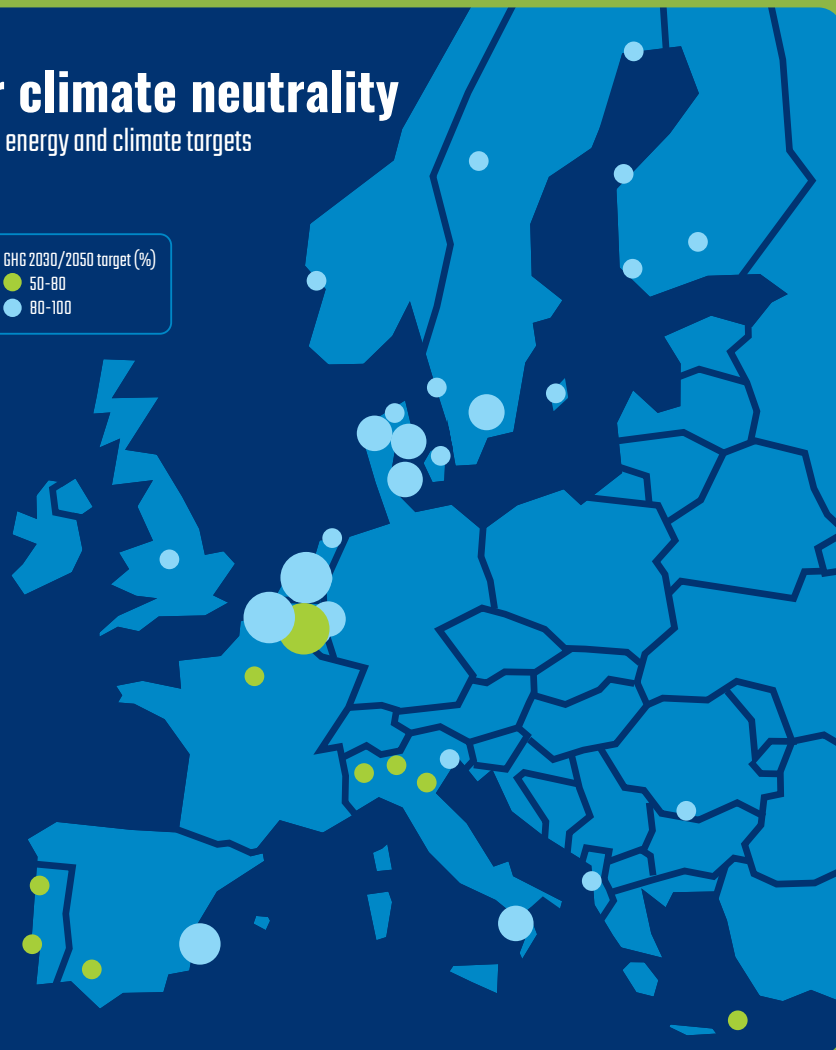 climate neutrality
energy and climate targets
GHG 2030/2050 target (%)
50-80
80-100